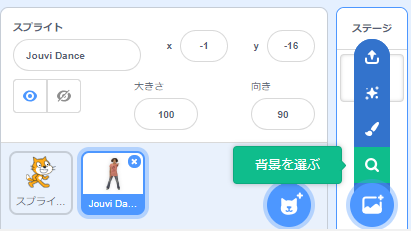 スプライト
Jouvi Dance
x
-1
y
-16
大きさ
向き
100
90
スプライ...
Jouvi Da...
ステージ
背景を選ぶ